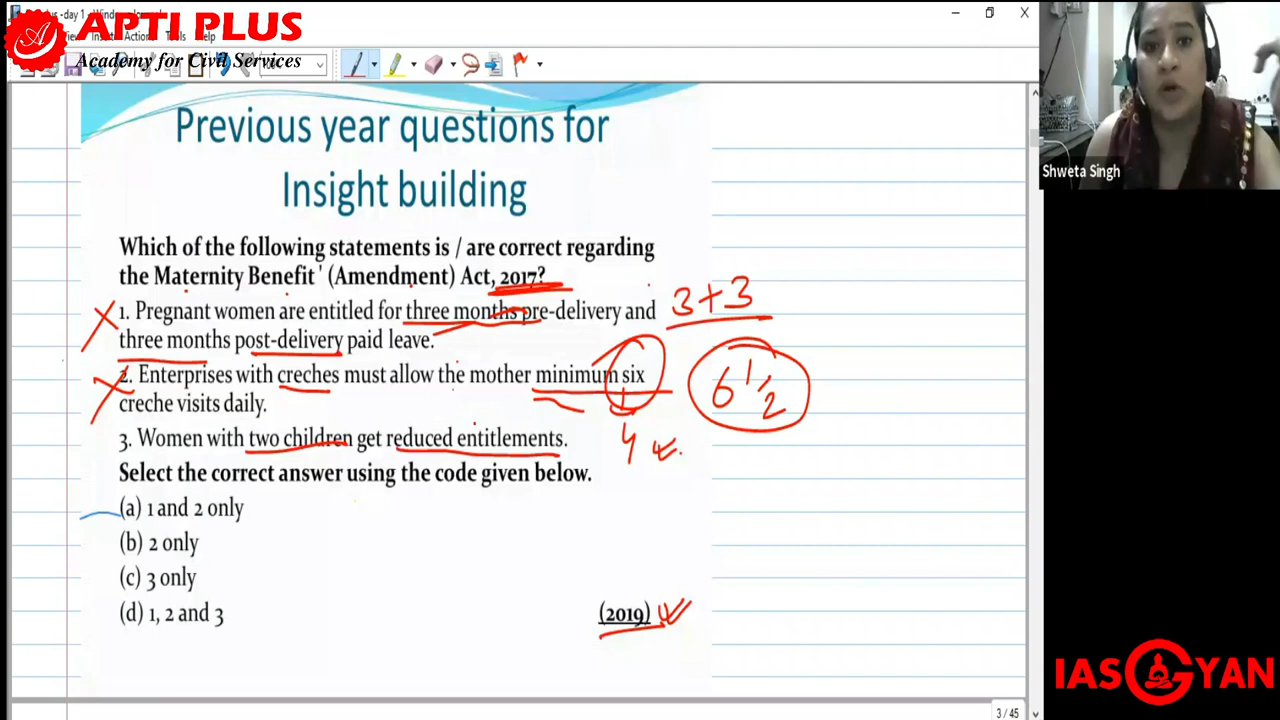 APTI PLUS
Academy for Civil Services
Previous year questions for
Insight building
Which of the following statements is / are correct regarding
the Maternity Benefit ' (Amendment) Act, 2017?
1. Pregnant women are entitled for three months pre-delivery and
three months post-delivery paid leave.
3+3
2. Enterprises with creches must allow the mother minimum six
creche visits daily.
6 1/2
4
3. Women with two children get reduced entitlements.
Select the correct answer using the code given below.
(a) 1 and 2 only
(b) 2 only
(c) 3 only
(d) 1, 2 and 3
(2019)
Shweta Singh
IASGYAN
3 / 45